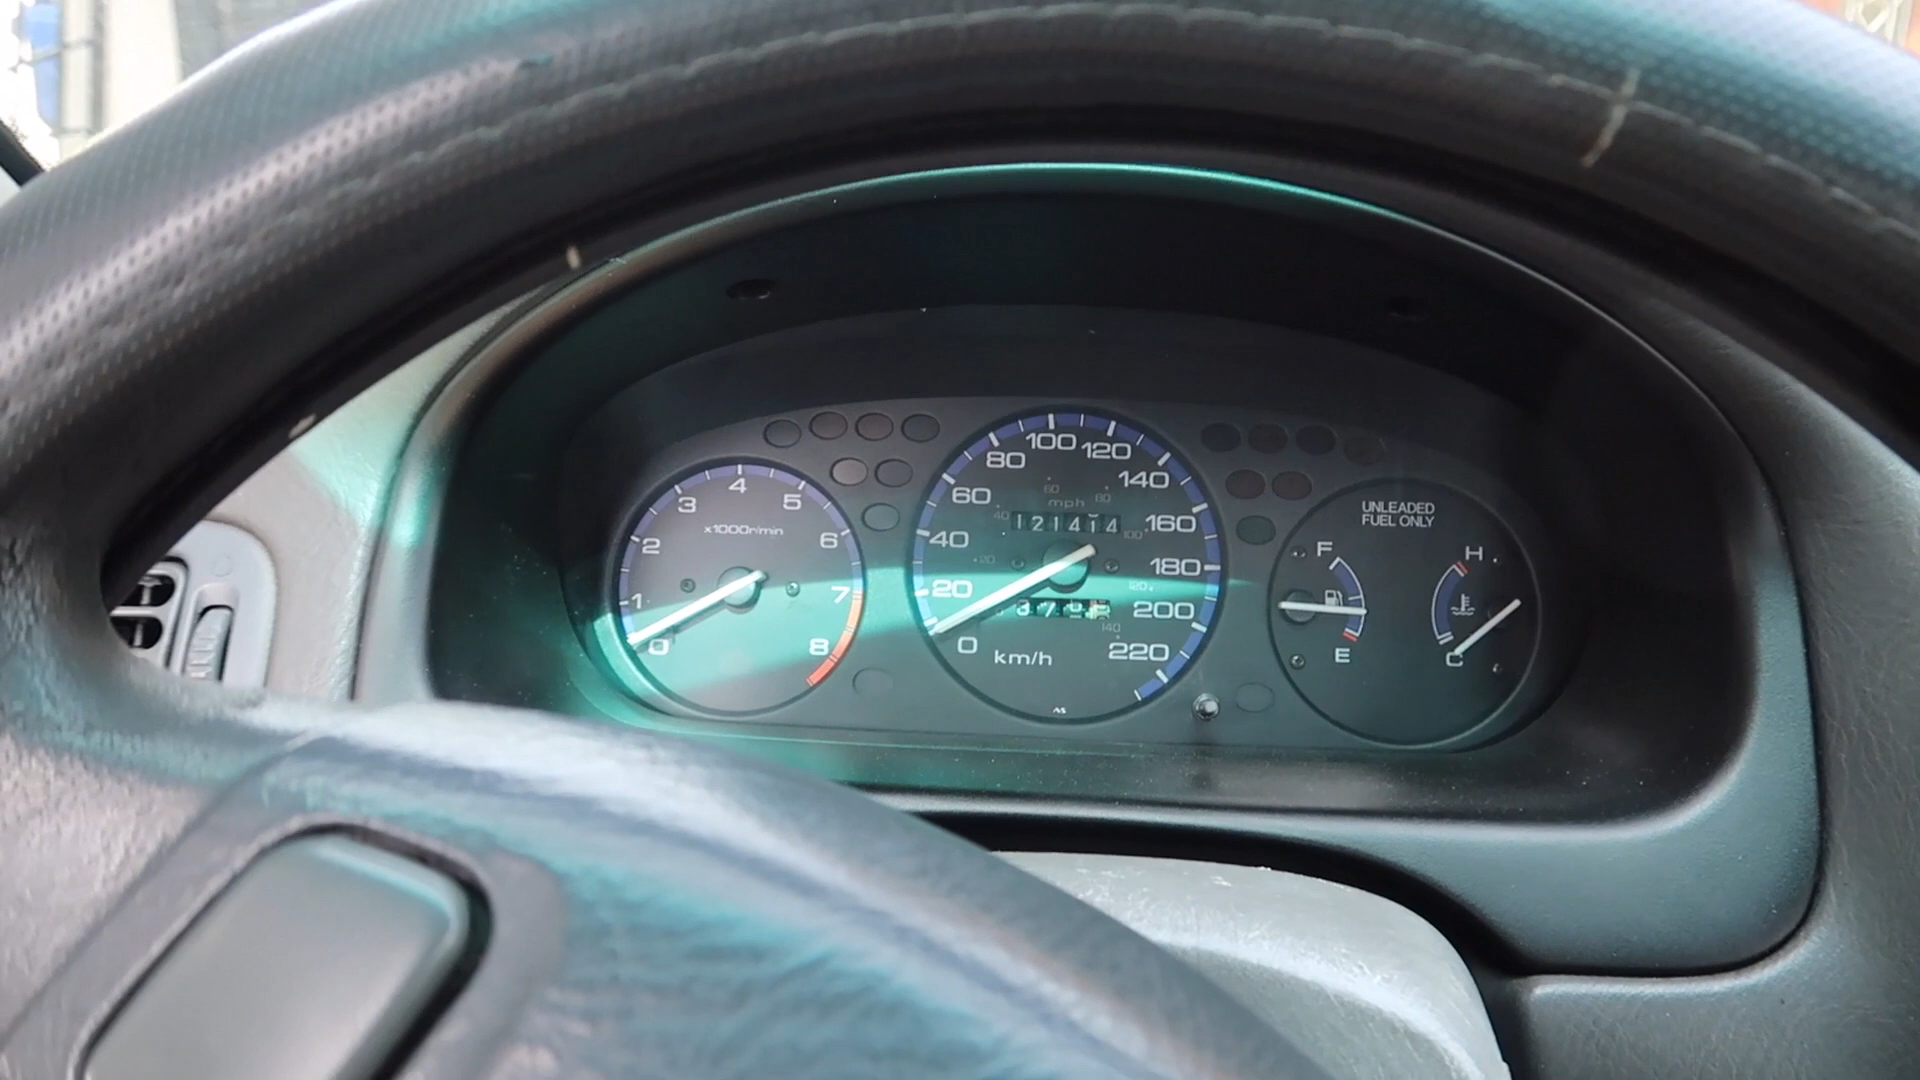 0 1 2 3 4 5 6 7 8
x1000r/min
0 20 40 60 80 100 120 140 160 180 200 220
km/h
20 40 60 80 100 120 140
mph
121414
UNLEADED
FUEL ONLY
F
E
H
C